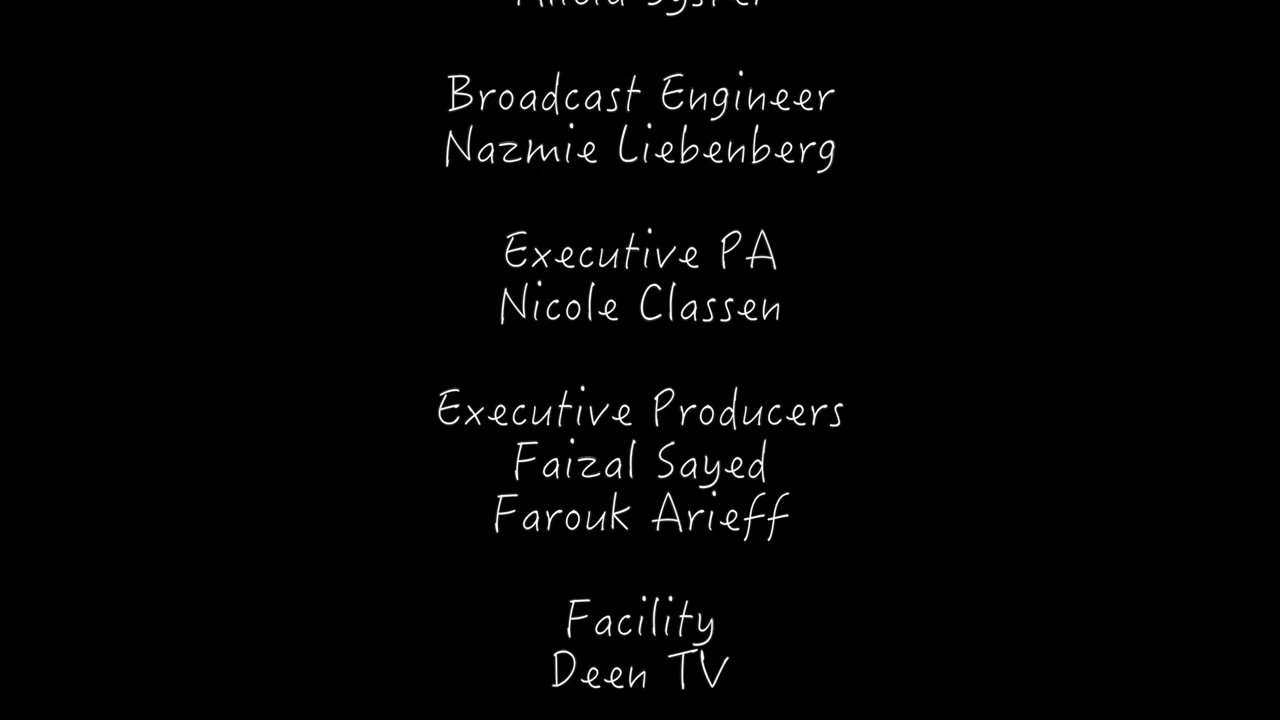 Broadcast Engineer
Nazmie Liebenberg
Executive PA
Nicole Classen
Executive Producers
Faizal Sayed
Farouk Arieff
Facility
Deen TV